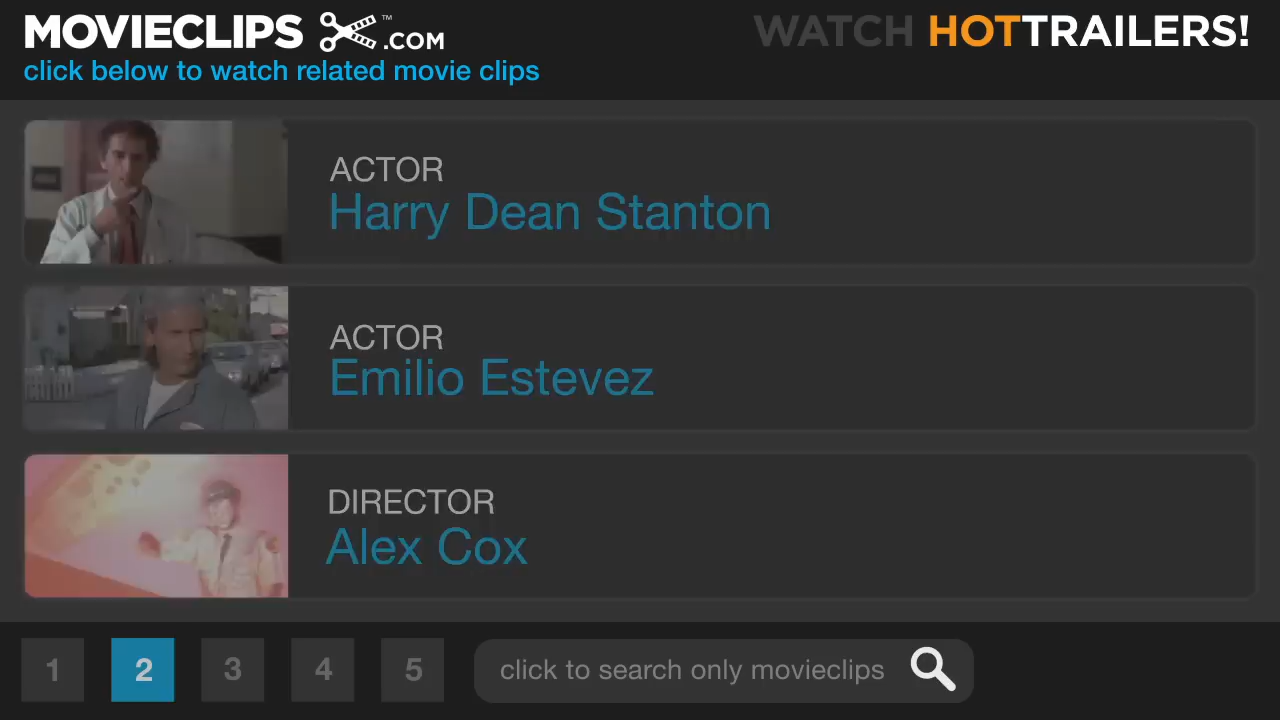 MOVIECLIPS™.COM
WATCH HOTTRAILERS!
click below to watch related movie clips
ACTOR
Harry Dean Stanton
ACTOR
Emilio Estevez
DIRECTOR
Alex Cox
1 2 3 4 5 click to search only movieclips